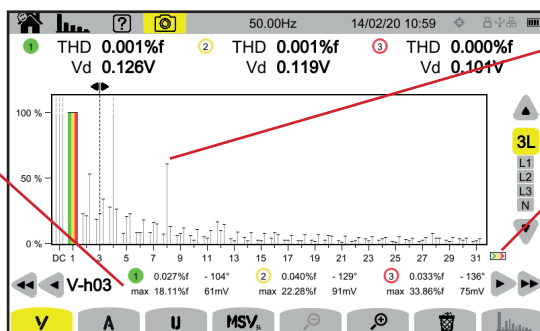 ? 50.00Hz 14/02/20 10:59
1 THD 0.001%f 2 THD 0.001%f 3 THD 0.000%f
Vd 0.126V Vd 0.119V Vd 0.101V
100 %
50 %
0 %
DC 1 3 5 7 9 11 13 15 17 19 21 23 25 27 29 31
3L
L1
L2
L3
N
V-h03 1 0.027%f - 104° 2 0.040%f - 129° 3 0.033%f - 136°
max 18.11%f 61mV max 22.28%f 91mV max 33.86%f 75mV
V A U MSV